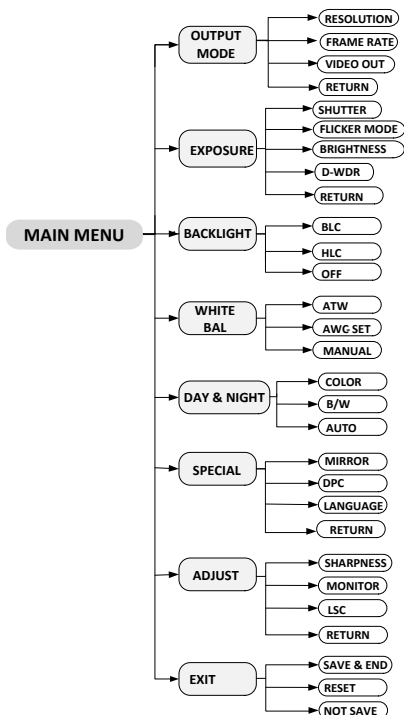 MAIN MENU
OUTPUT
MODE
RESOLUTION
FRAME RATE
VIDEO OUT
RETURN
EXPOSURE
SHUTTER
FLICKER MODE
BRIGHTNESS
D-WDR
RETURN
BACKLIGHT
BLC
HLC
OFF
WHITE
BAL
ATW
AWC SET
MANUAL
DAY & NIGHT
COLOR
B/W
AUTO
SPECIAL
MIRROR
DPC
LANGUAGE
RETURN
ADJUST
SHARPNESS
MONITOR
LSC
RETURN
EXIT
SAVE & END
RESET
NOT SAVE